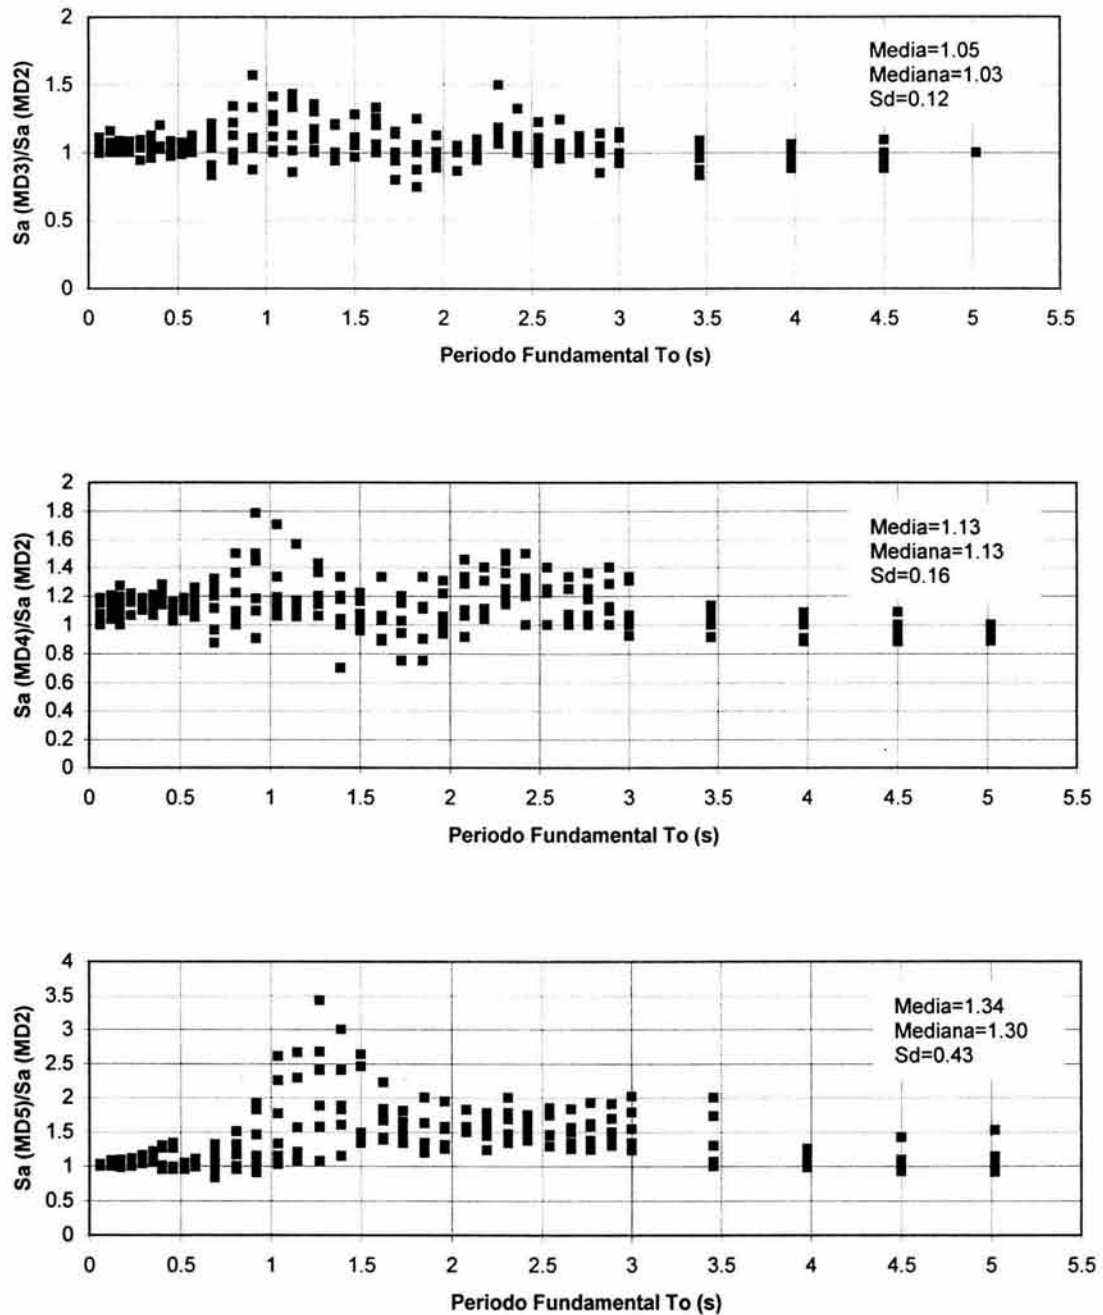 2
1.5
1
0.5
0
Sa (MD3)/Sa (MD2)
Media=1.05
Mediana=1.03
Sd=0.12
0 0.5 1 1.5 2 2.5 3 3.5 4 4.5 5 5.5
Periodo Fundamental To (s)
2
1.8
1.6
1.4
1.2
1
0.8
0.6
0.4
0.2
0
Sa (MD4)/Sa (MD2)
Media=1.13
Mediana=1.13
Sd=0.16
0 0.5 1 1.5 2 2.5 3 3.5 4 4.5 5 5.5
Periodo Fundamental To (s)
4
3.5
3
2.5
2
1.5
1
0.5
0
Sa (MD5)/Sa (MD2)
Media=1.34
Mediana=1.30
Sd=0.43
0 0.5 1 1.5 2 2.5 3 3.5 4 4.5 5 5.5
Periodo Fundamental To (s)